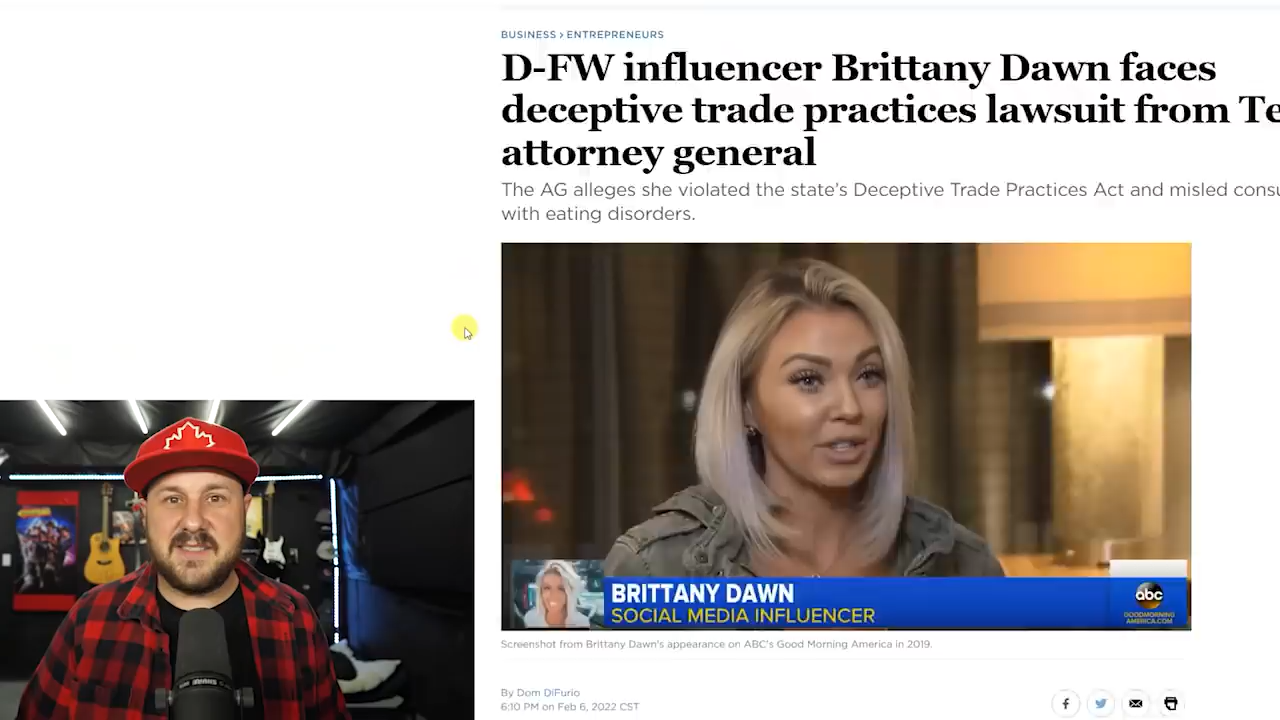 BUSINESS › ENTREPRENEURS
D-FW influencer Brittany Dawn faces
deceptive trade practices lawsuit from Te
attorney general
The AG alleges she violated the state's Deceptive Trade Practices Act and misled consu
with eating disorders.
BRITTANY DAWN
SOCIAL MEDIA INFLUENCER
abc
GOODMORNING
AMERICA.COM
Screenshot from Brittany Dawn's appearance on ABC's Good Morning America in 2019.
By Dom DiFurio
6:10 PM on Feb 6, 2022 CST